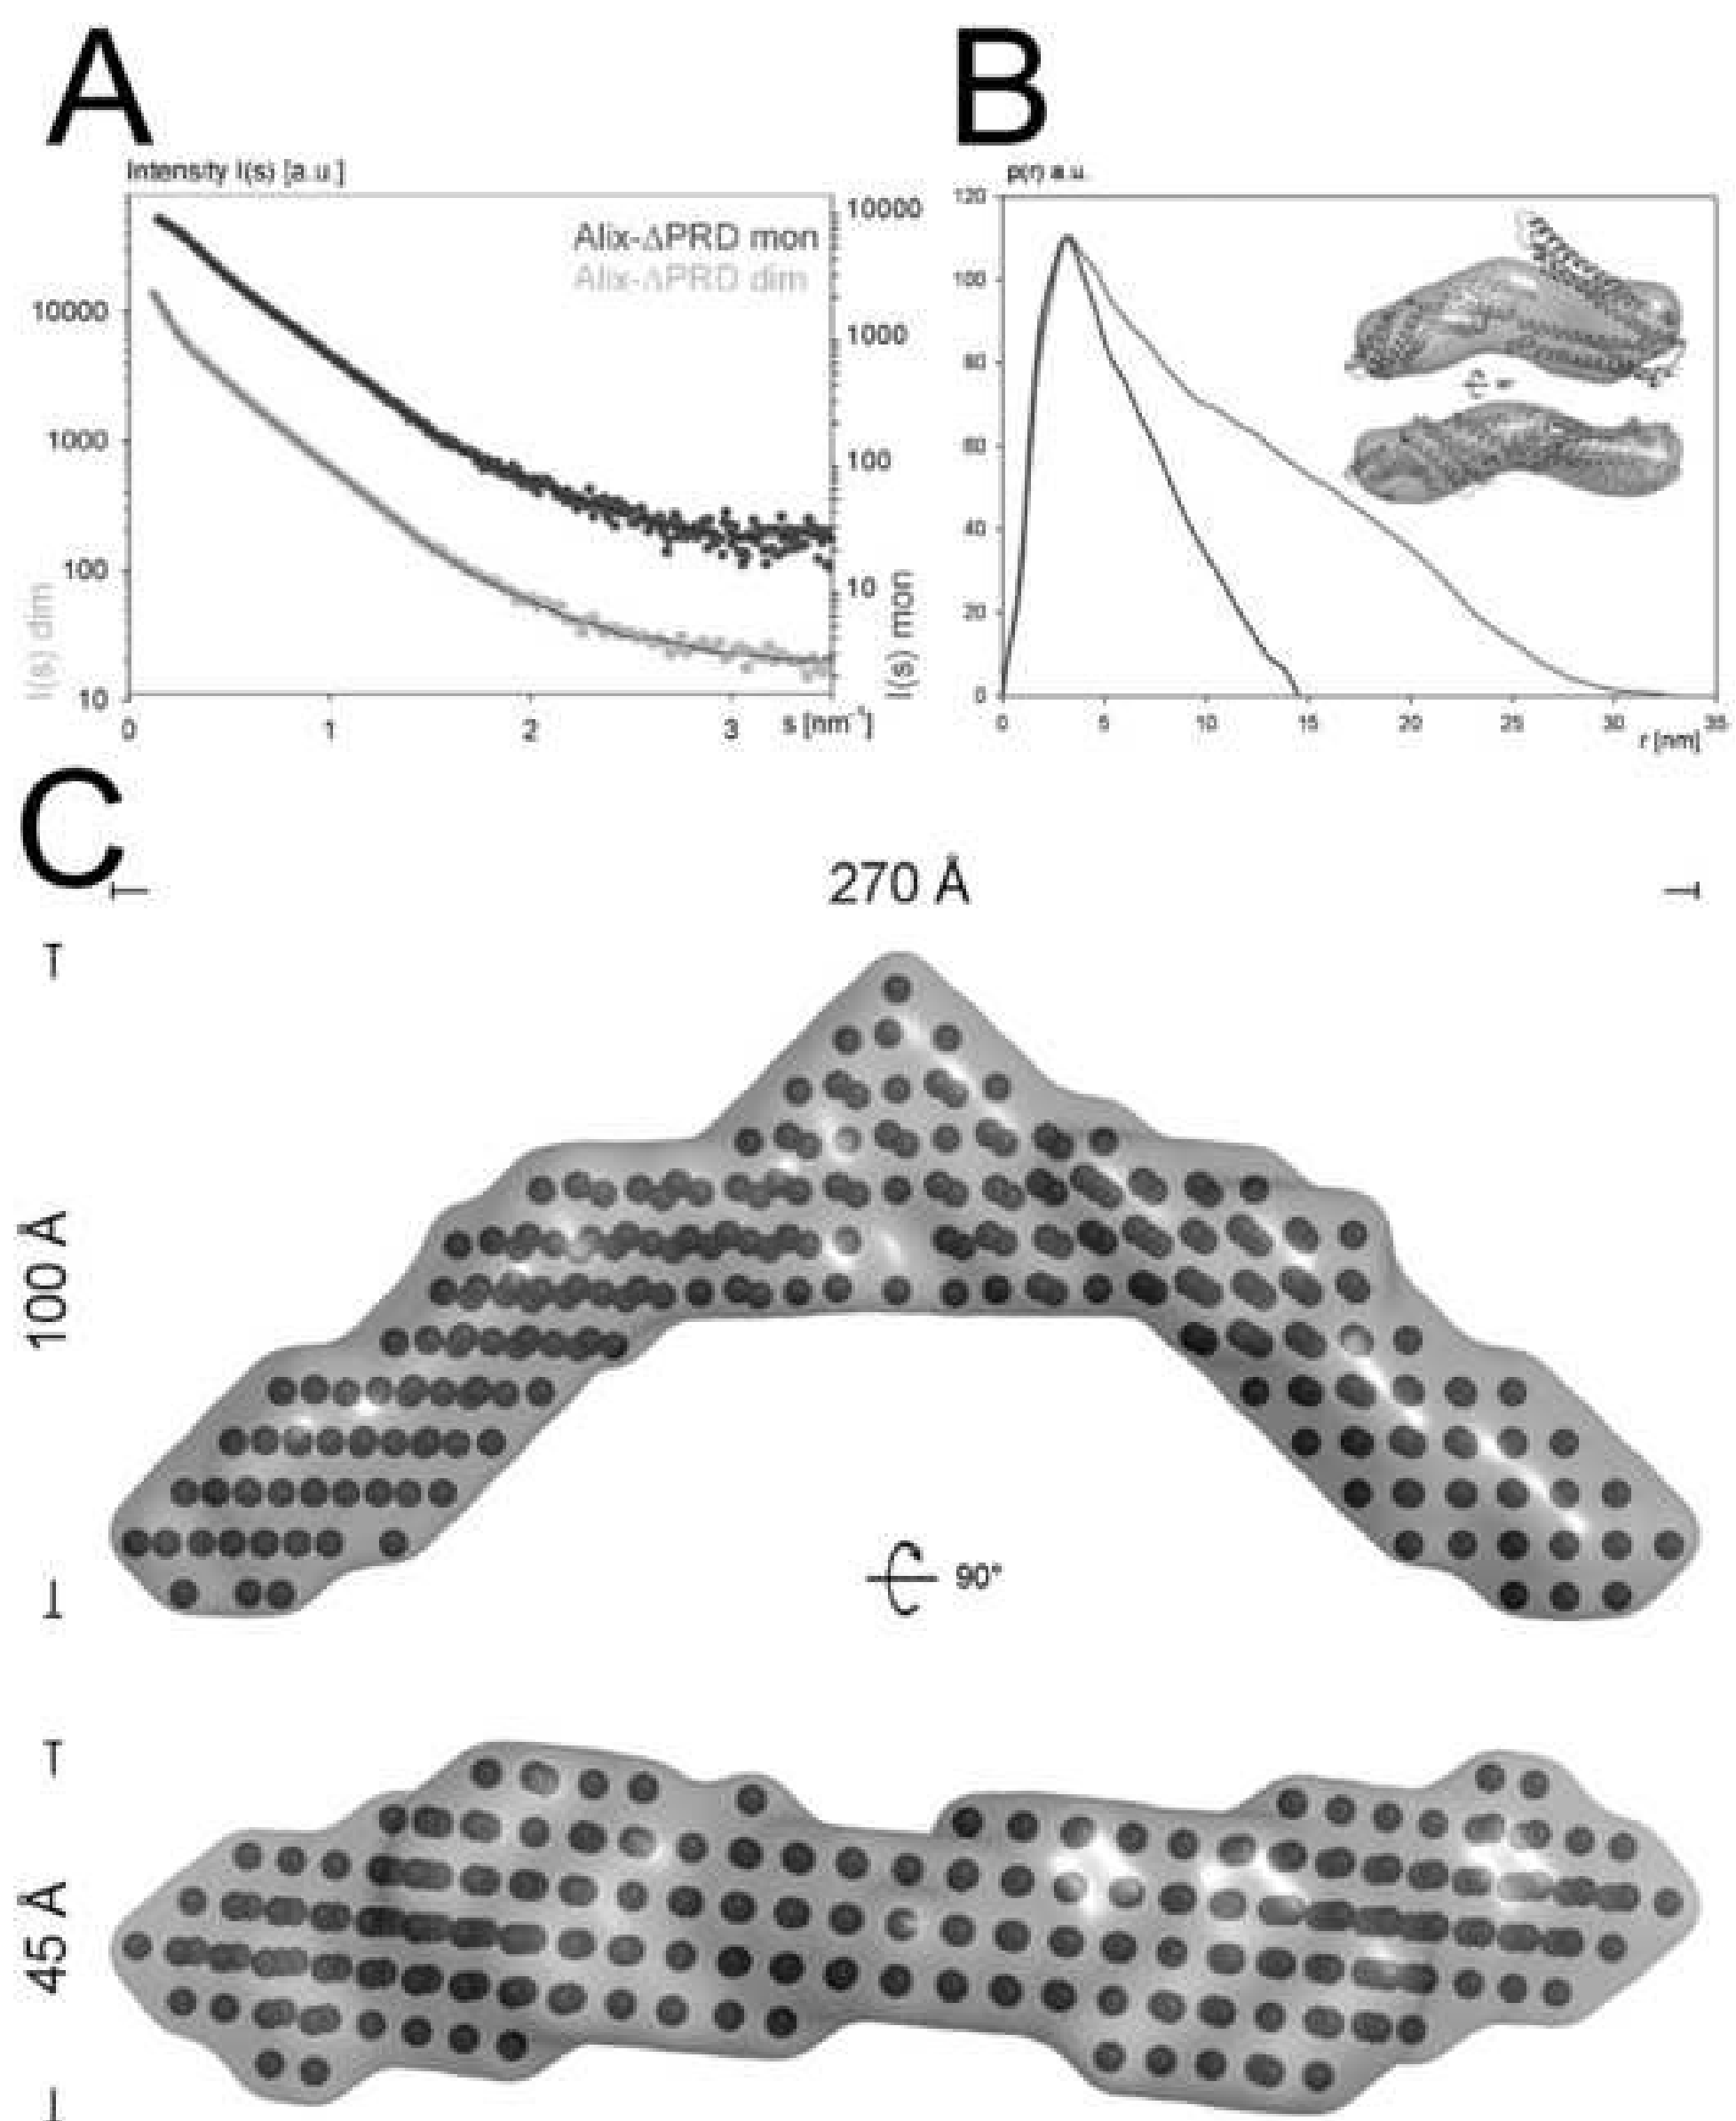 A
Intensity I(s) [a.u.]
Alix-ΔPRD mon
Alix-ΔPRD dim
10000
1000
100
10
I(s) dim
10000
1000
100
10
I(s) mon
0 1 2 3 s [nm⁻¹]
B
p(r) a.u.
120
100
80
60
40
20
0
0 5 10 15 20 25 30 35
r [nm]
C
270 Å
100 Å
90°
45 Å